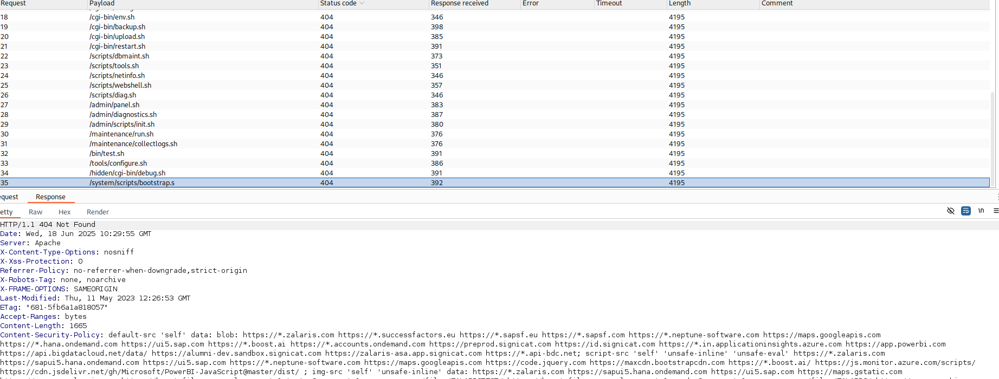 Request Payload Status code Response received Error Timeout Length Comment
18 /cgi-bin/env.sh 404 346 4195
19 /cgi-bin/backup.sh 404 398 4195
20 /cgi-bin/upload.sh 404 385 4195
21 /cgi-bin/restart.sh 404 391 4195
22 /scripts/dbmaint.sh 404 373 4195
23 /scripts/tools.sh 404 351 4195
24 /scripts/netinfo.sh 404 346 4195
25 /scripts/webshell.sh 404 357 4195
26 /scripts/diag.sh 404 346 4195
27 /admin/panel.sh 404 383 4195
28 /admin/diagnostics.sh 404 387 4195
29 /admin/scripts/init.sh 404 380 4195
30 /maintenance/run.sh 404 376 4195
31 /maintenance/collectlogs.sh 404 376 4195
32 /bin/test.sh 404 391 4195
33 /tools/configure.sh 404 386 4195
34 /hidden/cgi-bin/debug.sh 404 391 4195
35 /system/scripts/bootstrap.s 404 392 4195
equest Response
etty Raw Hex Render \n
HTTP/1.1 404 Not Found
Date: Wed, 18 Jun 2025 10:29:55 GMT
Server: Apache
X-Content-Type-Options: nosniff
X-Xss-Protection: 0
Referrer-Policy: no-referrer-when-downgrade,strict-origin
X-Robots-Tag: none, noarchive
X-FRAME-OPTIONS: SAMEORIGIN
Last-Modified: Thu, 11 May 2023 12:26:53 GMT
ETag: "681-5fb6a1a818057"
Accept-Ranges: bytes
Content-Length: 1665
Content-Security-Policy: default-src 'self' data: blob: https://*.zalaris.com https://*.successfactors.eu https://*.sapsf.eu https://*.sapsf.com https://*.neptune-software.com https://maps.googleapis.com
https://*.hana.ondemand.com https://ui5.sap.com https://*.boost.ai https://*.accounts.ondemand.com https://preprod.signicat.com https://id.signicat.com https://*.in.applicationinsights.azure.com https://app.powerbi.com
https://api.bigdatacloud.net/data/ https://alumni-dev.sandbox.signicat.com https://zalaris-asa.app.signicat.com https://*.api-bdc.net; script-src 'self' 'unsafe-inline' 'unsafe-eval' https://*.zalaris.com
https://sapui5.hana.ondemand.com https://ui5.sap.com https://*.neptune-software.com https://maps.googleapis.com https://code.jquery.com https://maxcdn.bootstrapcdn.com https://*.boost.ai/ https://js.monitor.azure.com/scripts/
https://cdn.jsdelivr.net/gh/Microsoft/PowerBI-JavaScript@master/dist/ ; img-src 'self' 'unsafe-inline' data: https://*.zalaris.com https://sapui5.hana.ondemand.com https://ui5.sap.com https://maps.gstatic.com